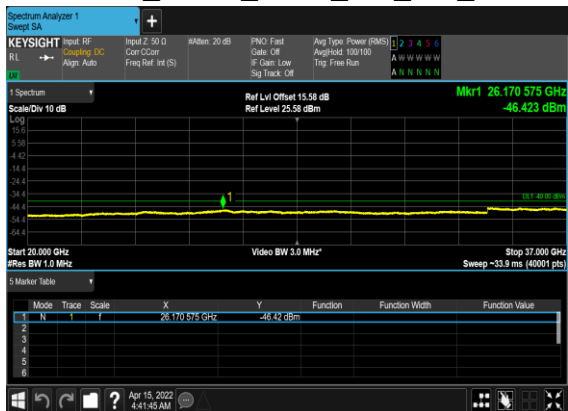 Spectrum Analyzer 1
Swept SA
KEYSIGHT Input: RF Input Z: 50 Ω #Atten: 20 dB PNO: Fast Avg Type: Power (RMS) 1 2 3 4 5 6
RL Coupling: DC Corr CCorr Gate: Off Avg|Hold: 100/100 A W W W W W
Align: Auto Freq Ref: Int (S) IF Gain: Low Trig: Free Run
Sig Track: Off A N N N N N
1 Spectrum Ref Lvl Offset 15.58 dB Mkr1 26.170 575 GHz
Scale/Div 10 dB Ref Level 25.58 dBm -46.423 dBm
Log
15.6
5.58
-4.42
-14.4
-24.4
-34.4
DL1 -40.00 dBm
1
-44.4
-54.4
-64.4
Start 20.000 GHz Video BW 3.0 MHz* Stop 37.000 GHz
#Res BW 1.0 MHz Sweep ~33.9 ms (40001 pts)
5 Marker Table
Mode Trace Scale X Y Function Function Width Function Value
1 N 1 f 26.170 575 GHz -46.42 dBm
2
3
4
5
6
Apr 15, 2022
4:41:45 AM